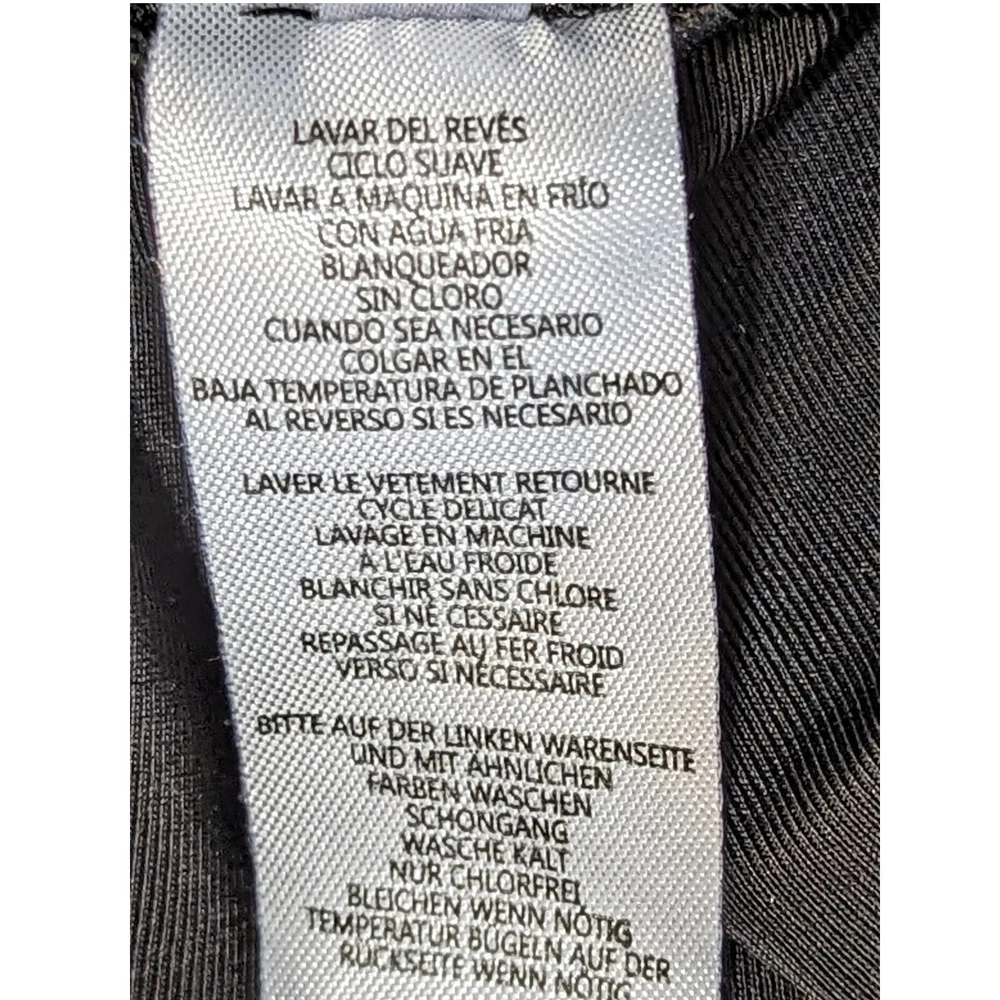 LAVAR DEL REVÉS
CICLO SUAVE
LAVAR A MAQUINA EN FRÍO
CON AGUA FRIA
BLANQUEADOR
SIN CLORO
CUANDO SEA NECESARIO
COLGAR EN EL
BAJA TEMPERATURA DE PLANCHADO
AL REVERSO SI ES NECESARIO
LAVER LE VETEMENT RETOURNE
CYCLE DELICAT
LAVAGE EN MACHINE
A L'EAU FROIDE
BLANCHIR SANS CHLORE
SI NE CESSAIRE
REPASSAGE AU FER FROID
VERSO SI NÉCESSAIRE
BITTE AUF DER LINKEN WARENSEITE
UND MIT ÄHNLICHEN
FARBEN WASCHEN
SCHONGANG
WASCHE KALT
NUR CHLORFREI
BLEICHEN WENN NÖTIG
TEMPERATUR BÜGELN AUF DER
RÜCKSEITE WENN NÖTIG